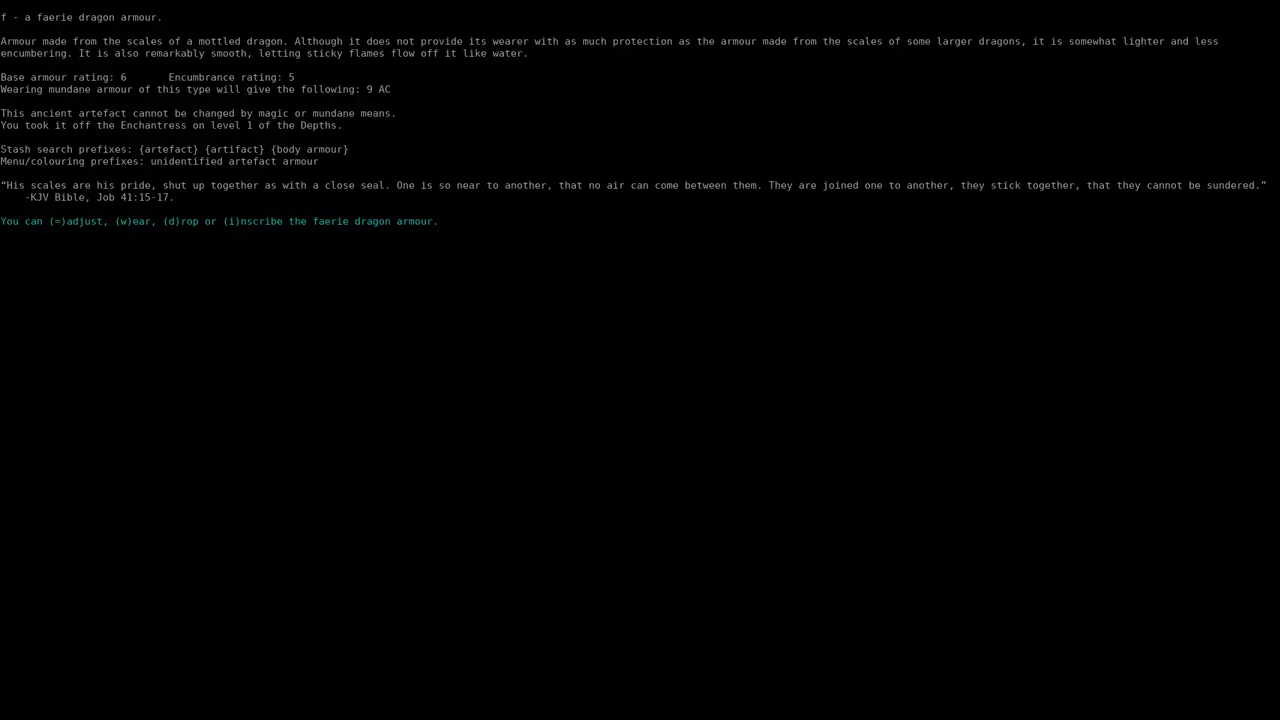 f - a faerie dragon armour.
Armour made from the scales of a mottled dragon. Although it does not provide its wearer with as much protection as the armour made from the scales of some larger dragons, it is somewhat lighter and less
encumbering. It is also remarkably smooth, letting sticky flames flow off it like water.
Base armour rating: 6       Encumbrance rating: 5
Wearing mundane armour of this type will give the following: 9 AC
This ancient artefact cannot be changed by magic or mundane means.
You took it off the Enchantress on level 1 of the Depths.
Stash search prefixes: {artefact} {artifact} {body armour}
Menu/colouring prefixes: unidentified artefact armour
“His scales are his pride, shut up together as with a close seal. One is so near to another, that no air can come between them. They are joined one to another, they stick together, that they cannot be sundered.”
    -KJV Bible, Job 41:15-17.
You can (=)adjust, (w)ear, (d)rop or (i)nscribe the faerie dragon armour.